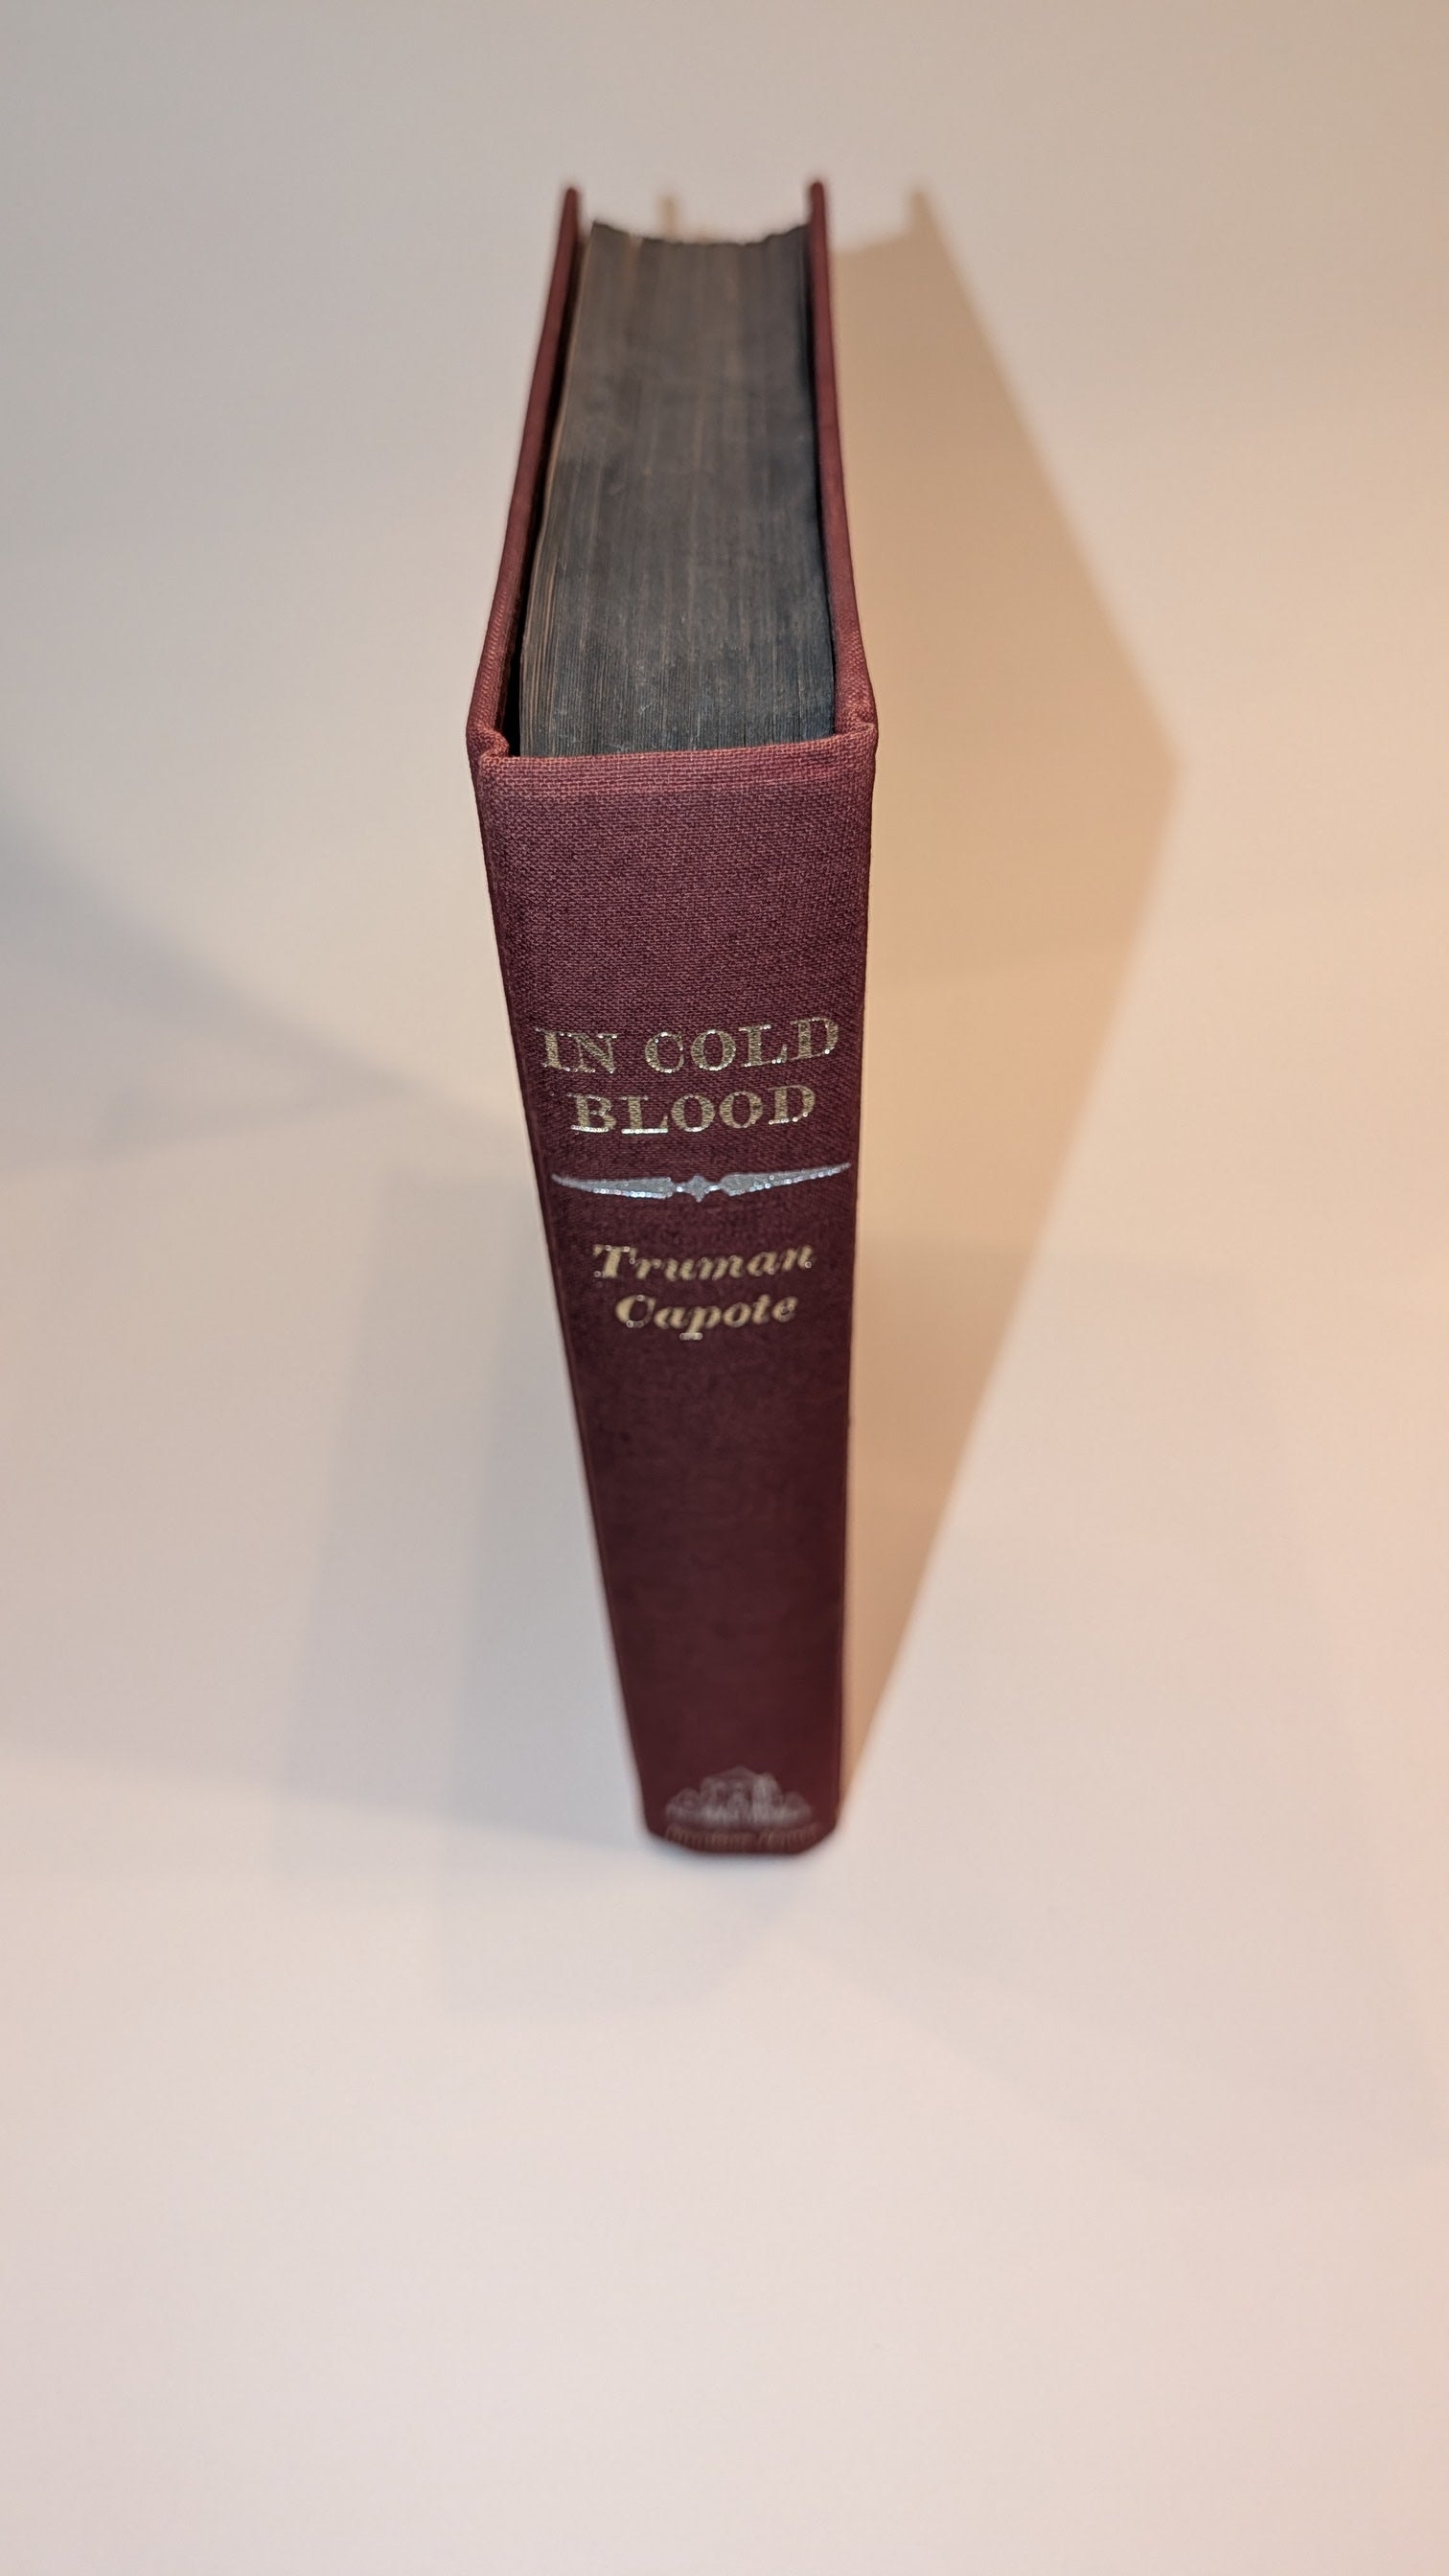 IN COLD
BLOOD
Truman
Capote